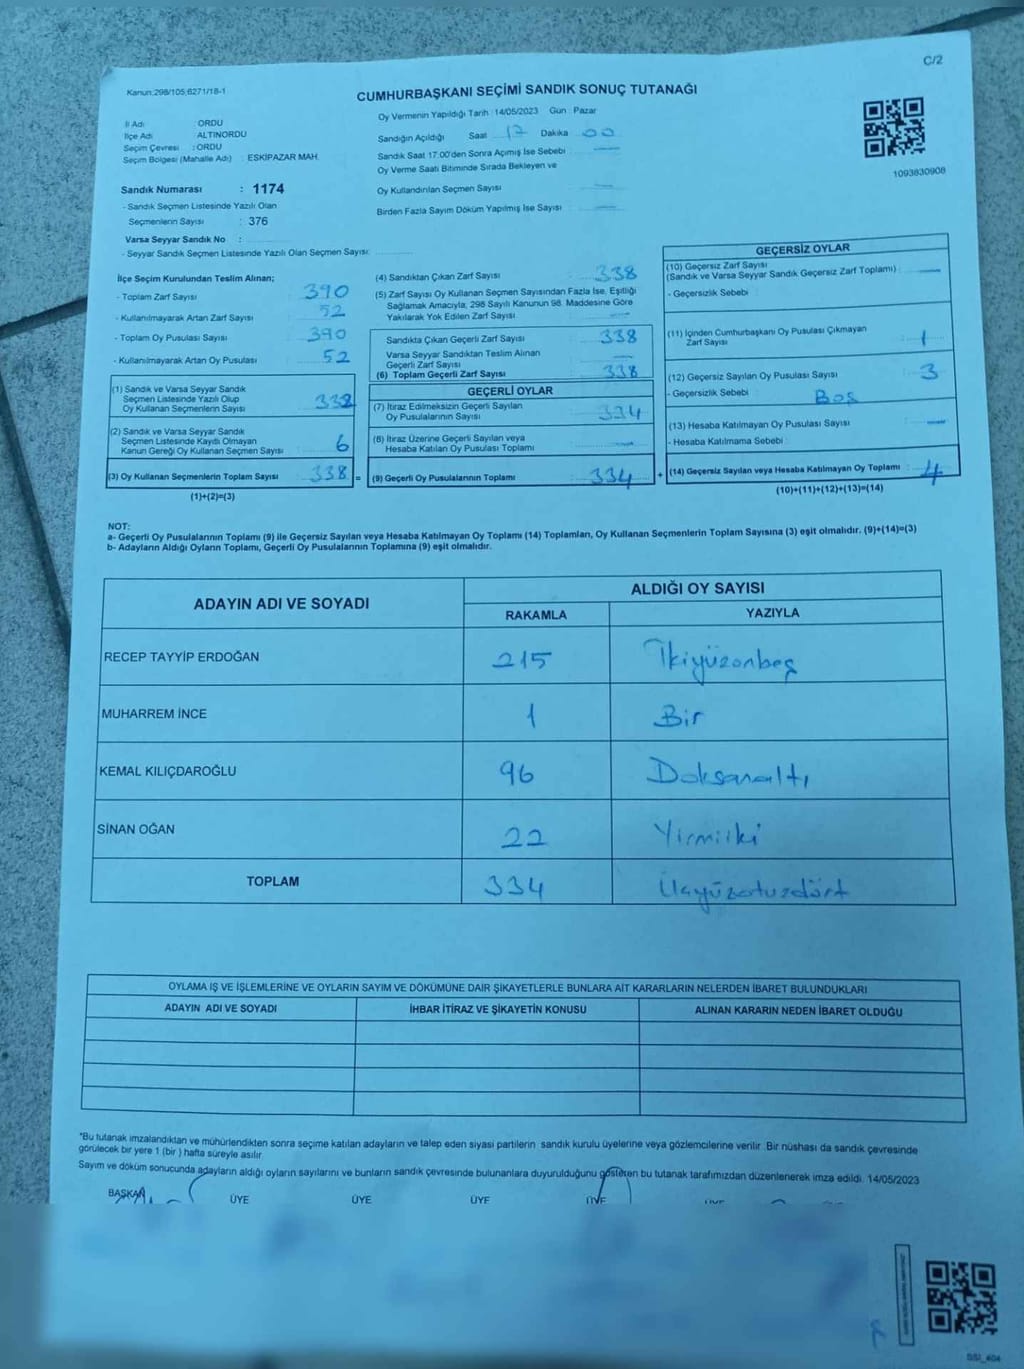 C/2
Kanun:298/105;6271/18-1
CUMHURBAŞKANI SEÇİMİ SANDIK SONUÇ TUTANAĞI
İl Adı : ORDU
İlçe Adı : ALTINORDU
Seçim Çevresi : ORDU
Seçim Bölgesi (Mahalle Adı) : ESKİPAZAR MAH.
Sandık Numarası : 1174
- Sandık Seçmen Listesinde Yazılı Olan
Seçmenlerin Sayısı : 376
Varsa Seyyar Sandık No :
- Seyyar Sandık Seçmen Listesinde Yazılı Olan Seçmen Sayısı:
Oy Vermenin Yapıldığı Tarih : 14/05/2023 Gün : Pazar
Sandığın Açıldığı Saat 17 Dakika 00
Sandık Saat 17:00'den Sonra Açımış İse Sebebi : —
Oy Verme Saati Bitiminde Sırada Bekleyen ve
Oy Kullandırılan Seçmen Sayısı : —
Birden Fazla Sayım Döküm Yapılmış İse Sayısı : —
1093830908
İlçe Seçim Kurulundan Teslim Alınan;
- Toplam Zarf Sayısı : 390
- Kullanılmayarak Artan Zarf Sayısı : 52
- Toplam Oy Pusulası Sayısı : 390
- Kullanılmayarak Artan Oy Pusulası : 52
(1) Sandık ve Varsa Seyyar Sandık
Seçmen Listesinde Yazılı Olup
Oy Kullanan Seçmenlerin Sayısı : 332
(2) Sandık ve Varsa Seyyar Sandık
Seçmen Listesinde Kaydı Olmayan
Kanun Gereği Oy Kullanan Seçmen Sayısı : 6
(3) Oy Kullanan Seçmenlerin Toplam Sayısı : 338 =
(1)+(2)=(3)
(4) Sandıktan Çıkan Zarf Sayısı : 338
(5) Zarf Sayısı Oy Kullanan Seçmen Sayısından Fazla İse, Eşitliği
Sağlamak Amacıyla, 298 Sayılı Kanunun 98. Maddesine Göre
Yakılarak Yok Edilen Zarf Sayısı : —
Sandıkta Çıkan Geçerli Zarf Sayısı : 338
Varsa Seyyar Sandıktan Teslim Alınan
Geçerli Zarf Sayısı : —
(6) Toplam Geçerli Zarf Sayısı : 338
GEÇERLİ OYLAR
(7) İtiraz Edilmeksizin Geçerli Sayılan
Oy Pusulalarının Sayısı : 334
(8) İtiraz Üzerine Geçerli Sayılan veya
Hesaba Katılan Oy Pusulası Toplamı : —
(9) Geçerli Oy Pusulalarının Toplamı : 334 +
GEÇERSİZ OYLAR
(10) Geçersiz Zarf Sayısı
(Sandık ve Varsa Seyyar Sandık Geçersiz Zarf Toplamı) : —
- Geçersizlik Sebebi :
(11) İçinden Cumhurbaşkanı Oy Pusulası Çıkmayan
Zarf Sayısı : 1
(12) Geçersiz Sayılan Oy Pusulası Sayısı : 3
- Geçersizlik Sebebi : Boş
(13) Hesaba Katılmayan Oy Pusulası Sayısı : —
- Hesaba Katılmama Sebebi :
(14) Geçersiz Sayılan veya Hesaba Katılmayan Oy Toplamı : 4
(10)+(11)+(12)+(13)=(14)
NOT:
a- Geçerli Oy Pusulalarının Toplamı (9) ile Geçersiz Sayılan veya Hesaba Katılmayan Oy Toplamı (14) Toplamları, Oy Kullanan Seçmenlerin Toplam Sayısına (3) eşit olmalıdır. (9)+(14)=(3)
b- Adayların Aldığı Oyların Toplamı, Geçerli Oy Pusulalarının Toplamına (9) eşit olmalıdır.
ADAYIN ADI VE SOYADI
ALDIĞI OY SAYISI
RAKAMLA YAZIYLA
RECEP TAYYİP ERDOĞAN 215 İkiyüzonbeş
MUHARREM İNCE 1 Bir
KEMAL KILIÇDAROĞLU 96 Doksanaltı
SİNAN OĞAN 22 Yirmiiki
TOPLAM 334 Üçyüzotuzdört
OYLAMA İŞ VE İŞLEMLERİNE VE OYLARIN SAYIM VE DÖKÜMÜNE DAİR ŞİKAYETLERLE BUNLARA AİT KARARLARIN NELERDEN İBARET BULUNDUKLARI
ADAYIN ADI VE SOYADI İHBAR İTİRAZ VE ŞİKAYETİN KONUSU ALINAN KARARIN NEDEN İBARET OLDUĞU
*Bu tutanak imzalandıktan ve mühürlendikten sonra seçime katılan adayların ve talep eden siyasi partilerin sandık kurulu üyelerine veya gözlemcilerine verilir. Bir nüshası da sandık çevresinde
görülecek bir yere 1 (bir ) hafta süreyle asılır.
Sayım ve döküm sonucunda adayların aldığı oyların sayılarını ve bunların sandık çevresinde bulunanlara duyurulduğunu gösteren bu tutanak tarafımızdan düzenlenerek imza edildi. 14/05/2023
BAŞKAN ÜYE ÜYE ÜYE ÜYE ÜYE